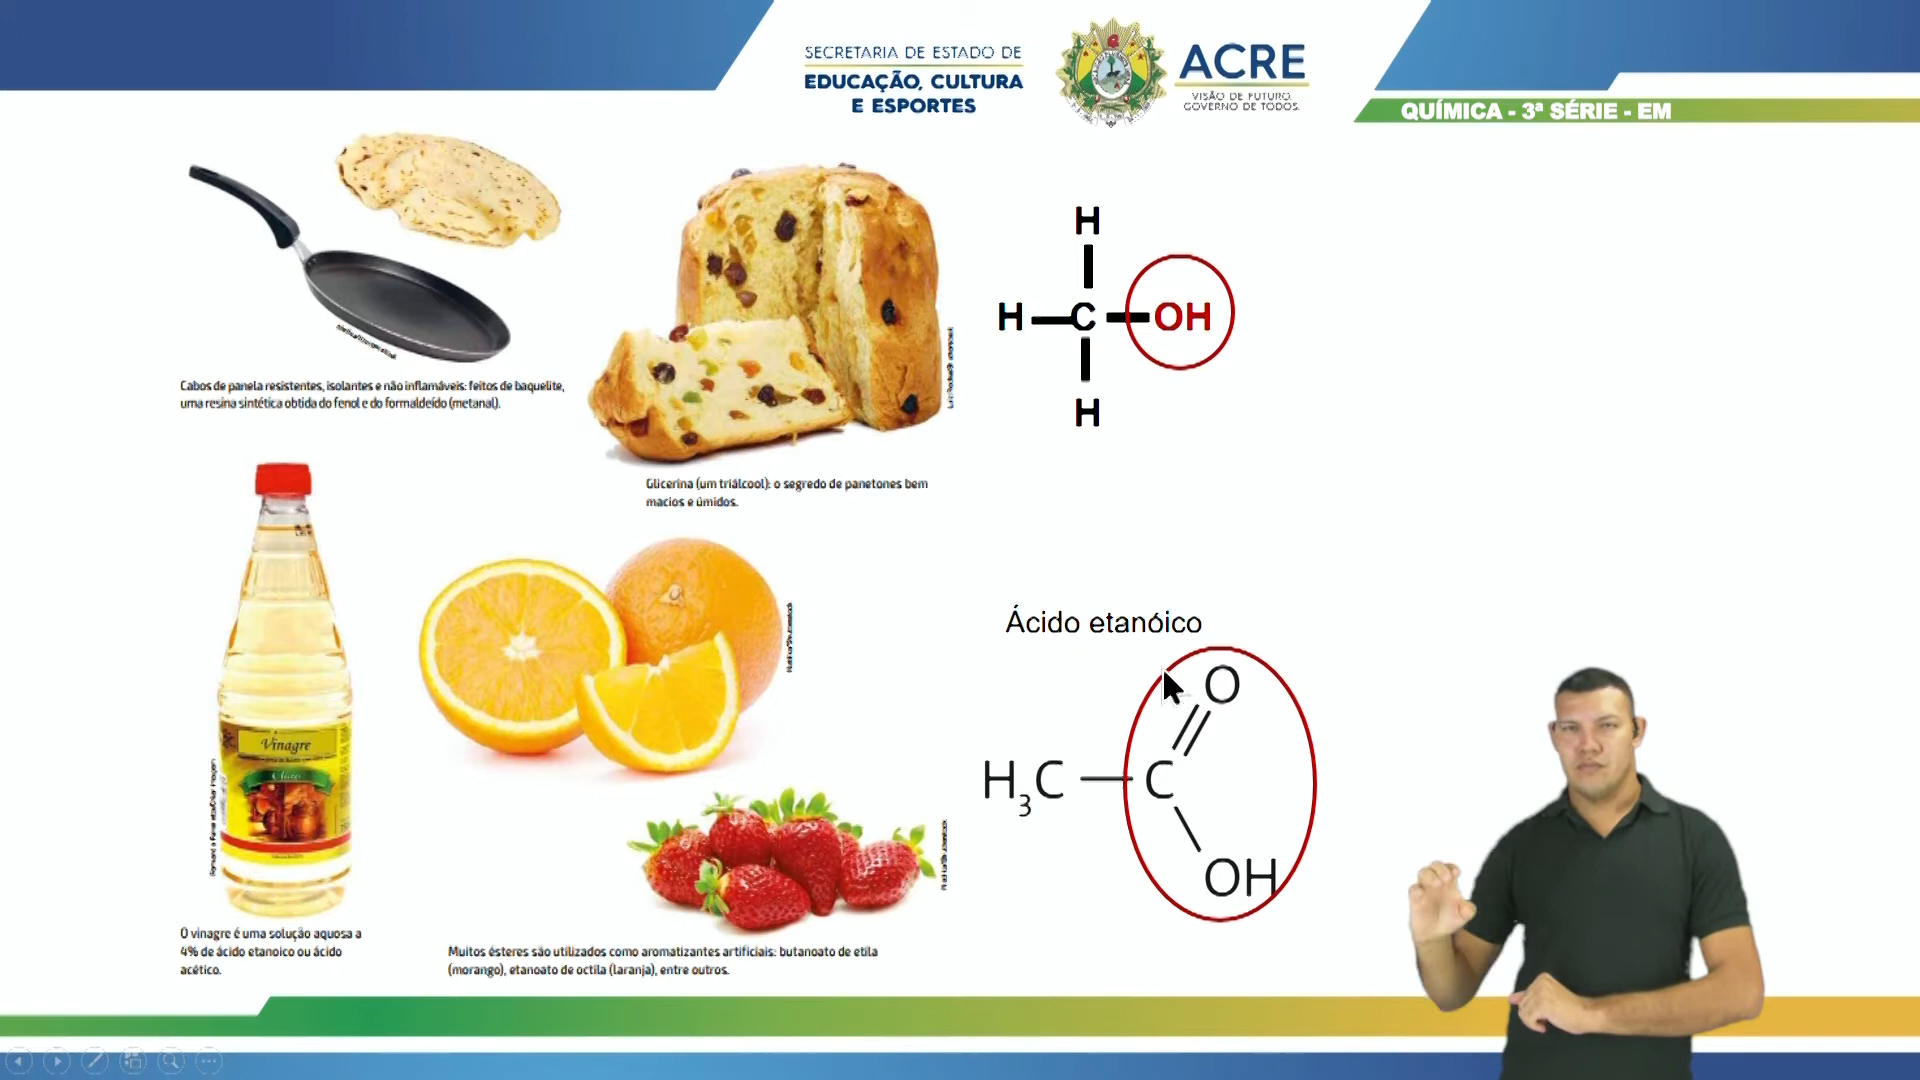 SECRETARIA DE ESTADO DE
EDUCAÇÃO, CULTURA
E ESPORTES
ACRE
VISÃO DE FUTURO.
GOVERNO DE TODOS.
QUÍMICA - 3ª SÉRIE - EM
Cabos de panela resistentes, isolantes e não inflamáveis: feitos de baquelite,
uma resina sintética obtida do fenol e do formaldeído (metanal).
Glicerina (um triálcool): o segredo de panetones bem
macios e úmidos.
H
H C OH
H
Vinagre
O vinagre é uma solução aquosa a
4% de ácido etanoico ou ácido
acético.
Muitos ésteres são utilizados como aromatizantes artificiais: butanoato de etila
(morango), etanoato de octila (laranja), entre outros.
Ácido etanóico
O
H₃C C
OH